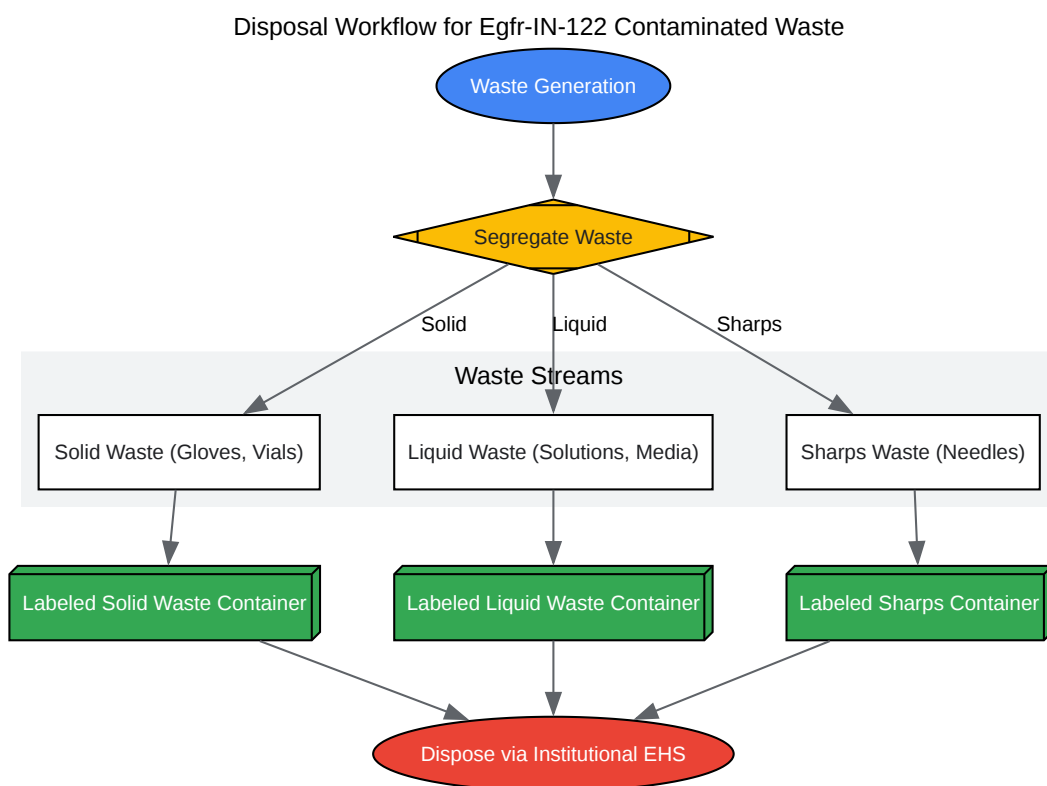 Disposal Workflow for Egfr-IN-122 Contaminated Waste
Waste Generation
Segregate Waste
Solid
Liquid
Sharps
Waste Streams
Solid Waste (Gloves, Vials)
Liquid Waste (Solutions, Media)
Sharps Waste (Needles)
Labeled Solid Waste Container
Labeled Liquid Waste Container
Labeled Sharps Container
Dispose via Institutional EHS